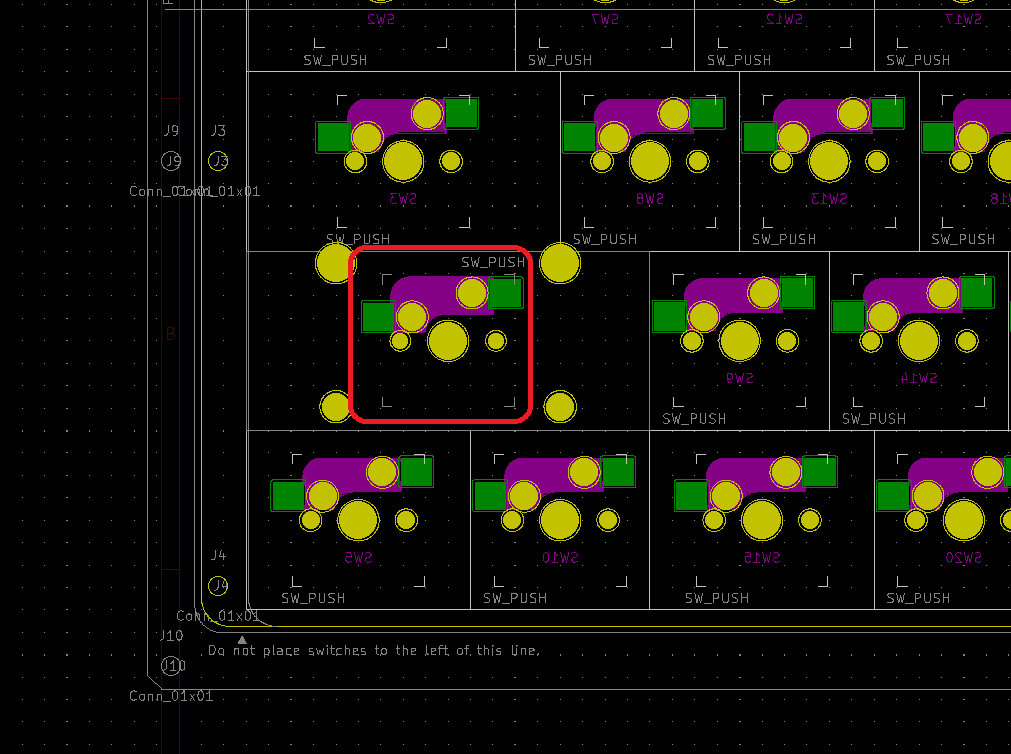 SW2
SW7
SW12
SW17
SW_PUSH
SW_PUSH
SW_PUSH
SW_PUSH
J9
J3
J9
J3
Conn_01x01
Conn_01x01
SW3
SW8
SW13
SW_PUSH
SW_PUSH
SW_PUSH
SW_PUSH
SW_PUSH
B
SW9
SW14
SW_PUSH
SW_PUSH
SW5
SW10
SW15
SW20
J4
J4
SW_PUSH
SW_PUSH
SW_PUSH
SW_PUSH
Conn_01x01
J10
Do not place switches to the left of this line.
J10
Conn_01x01